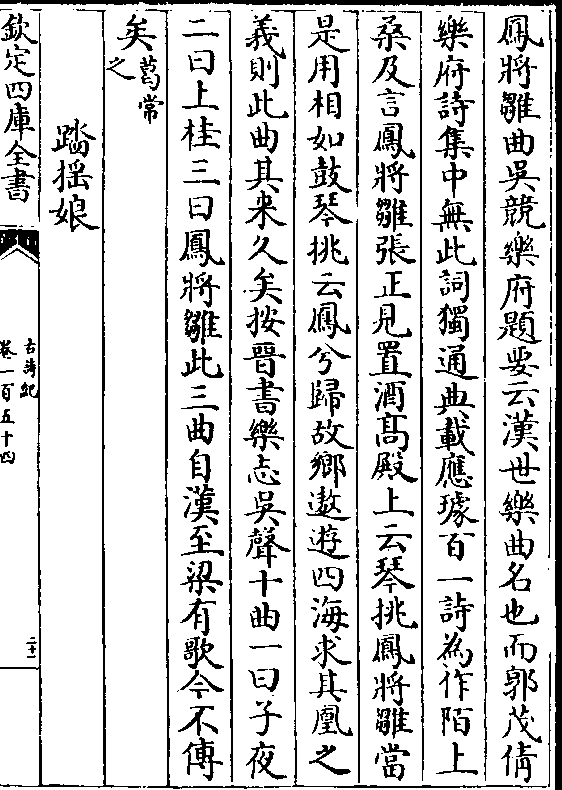 鳳將雛曲吳競樂府題要云漢世樂曲名也而郭茂倩
樂府詩集中無此詞獨通典載應璩百一詩為作陌上
桑及言鳳將雛張正見置酒髙殿上云琴挑鳳將雛當
是用相如鼓琴挑云鳳兮歸故鄉遨遊四海求其凰之
義則此曲其来久矣按晉書樂志吳聲十曲一曰子夜
二曰上桂三曰鳳將雛此三曲自漢至梁有歌今不傳
矣葛常
之
踏揺娘
欽定四庫全書
古詩紀
卷一百五十四
二十